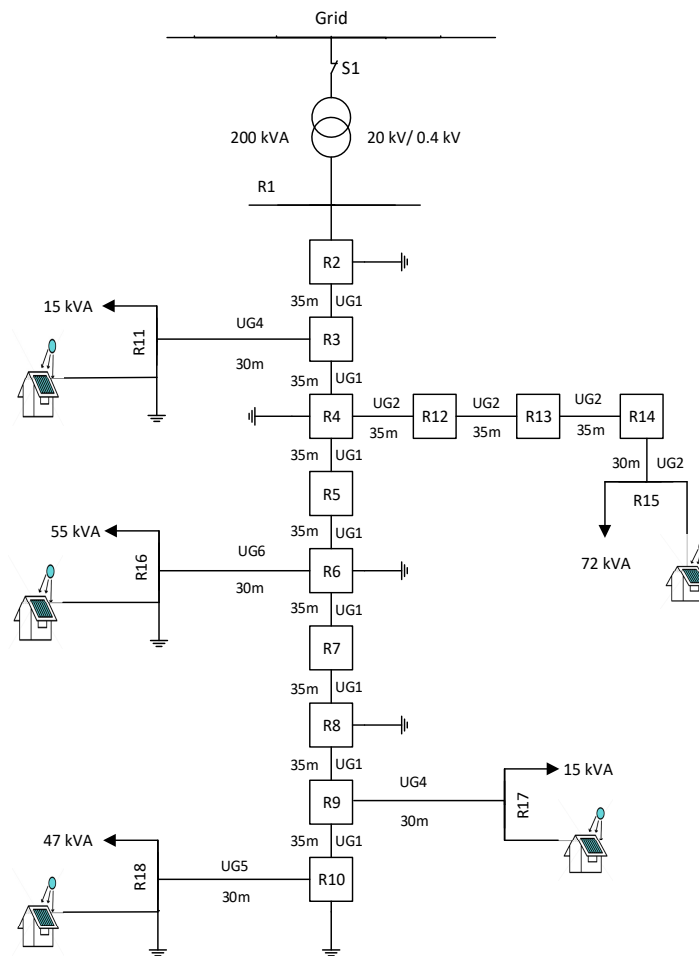 Grid
S1
200 kVA
20 kV/ 0.4 kV
R1
R2
35m UG1
15 kVA
R11
UG4
30m
R3
35m UG1
R4
UG2
35m
R12
UG2
35m
R13
UG2
35m
R14
30m UG2
R15
72 kVA
35m UG1
R5
35m UG1
55 kVA
R16
UG6
30m
R6
35m UG1
R7
35m UG1
R8
35m UG1
R9
UG4
30m
R17
15 kVA
35m UG1
47 kVA
R18
UG5
30m
R10